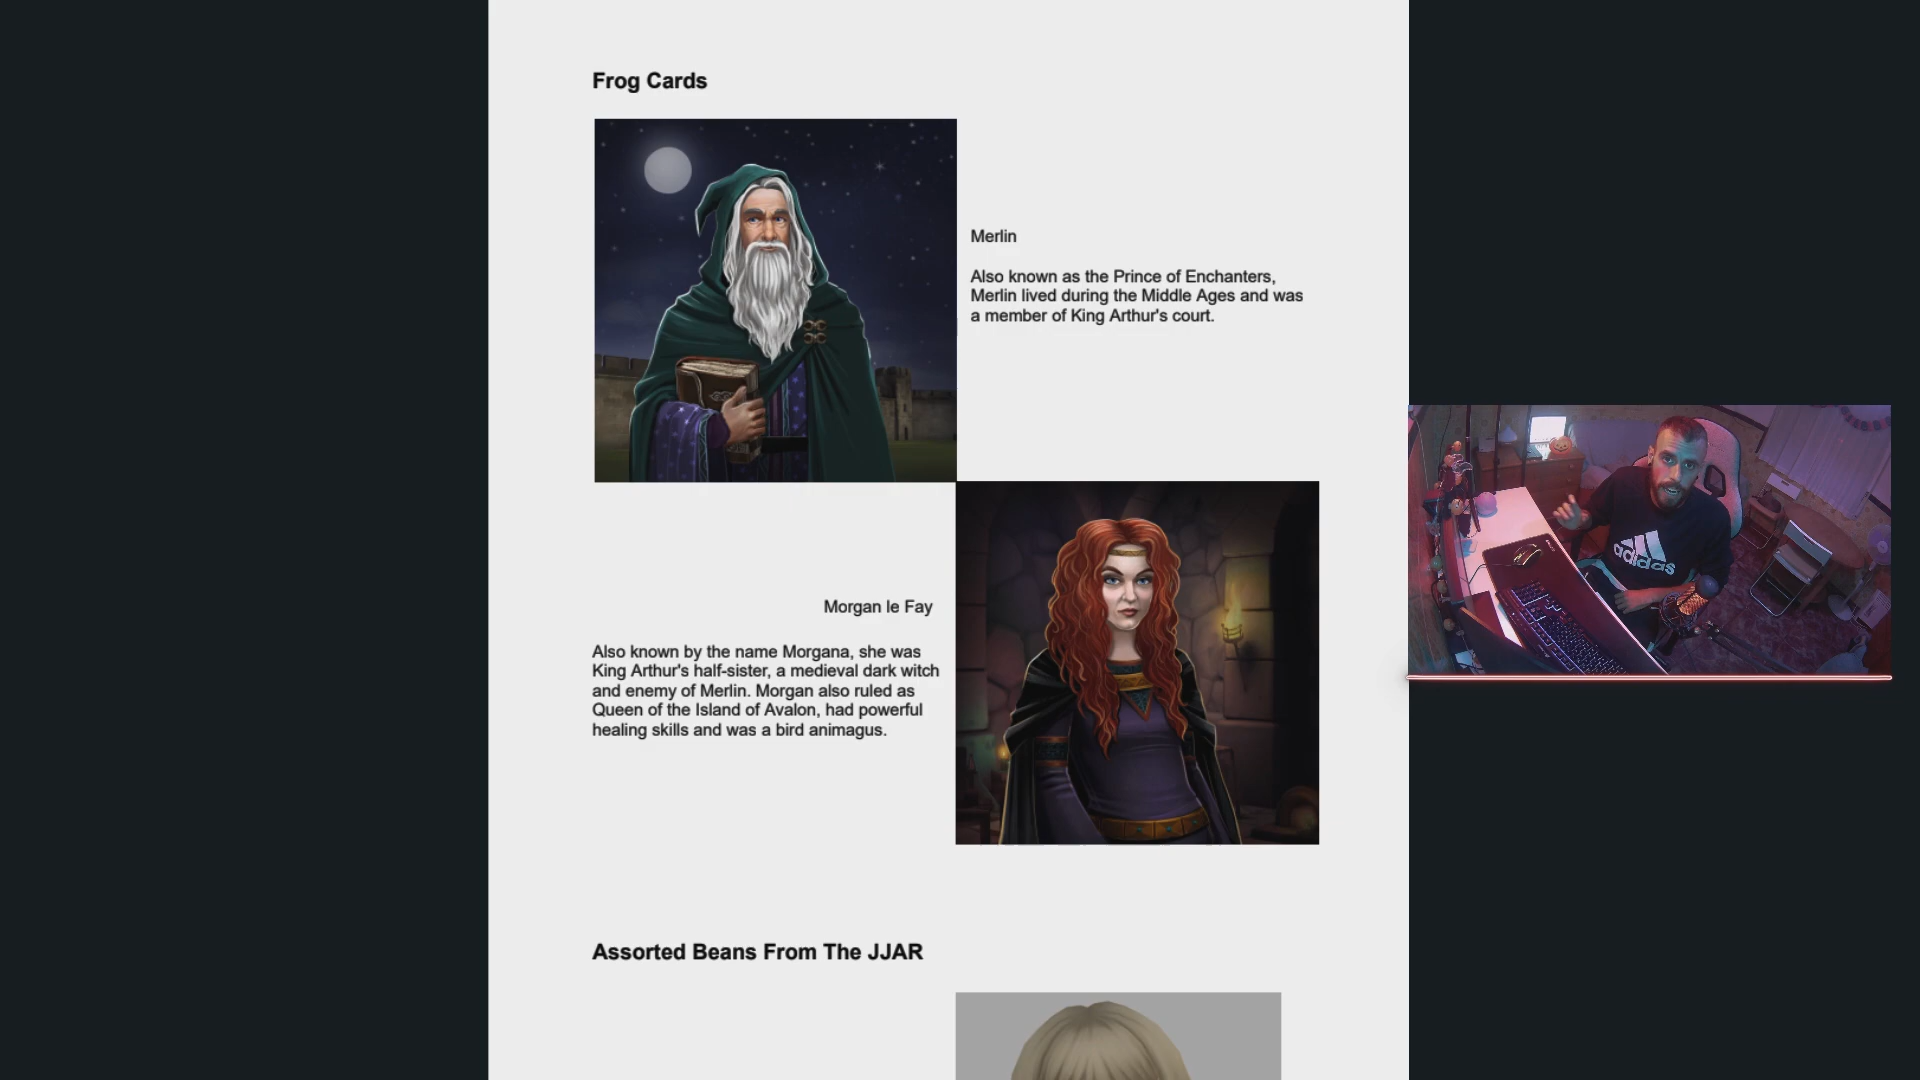 Frog Cards
Merlin
Also known as the Prince of Enchanters,
Merlin lived during the Middle Ages and was
a member of King Arthur's court.
Morgan le Fay
Also known by the name Morgana, she was
King Arthur's half-sister, a medieval dark witch
and enemy of Merlin. Morgan also ruled as
Queen of the Island of Avalon, had powerful
healing skills and was a bird animagus.
Assorted Beans From The JJAR
adidas